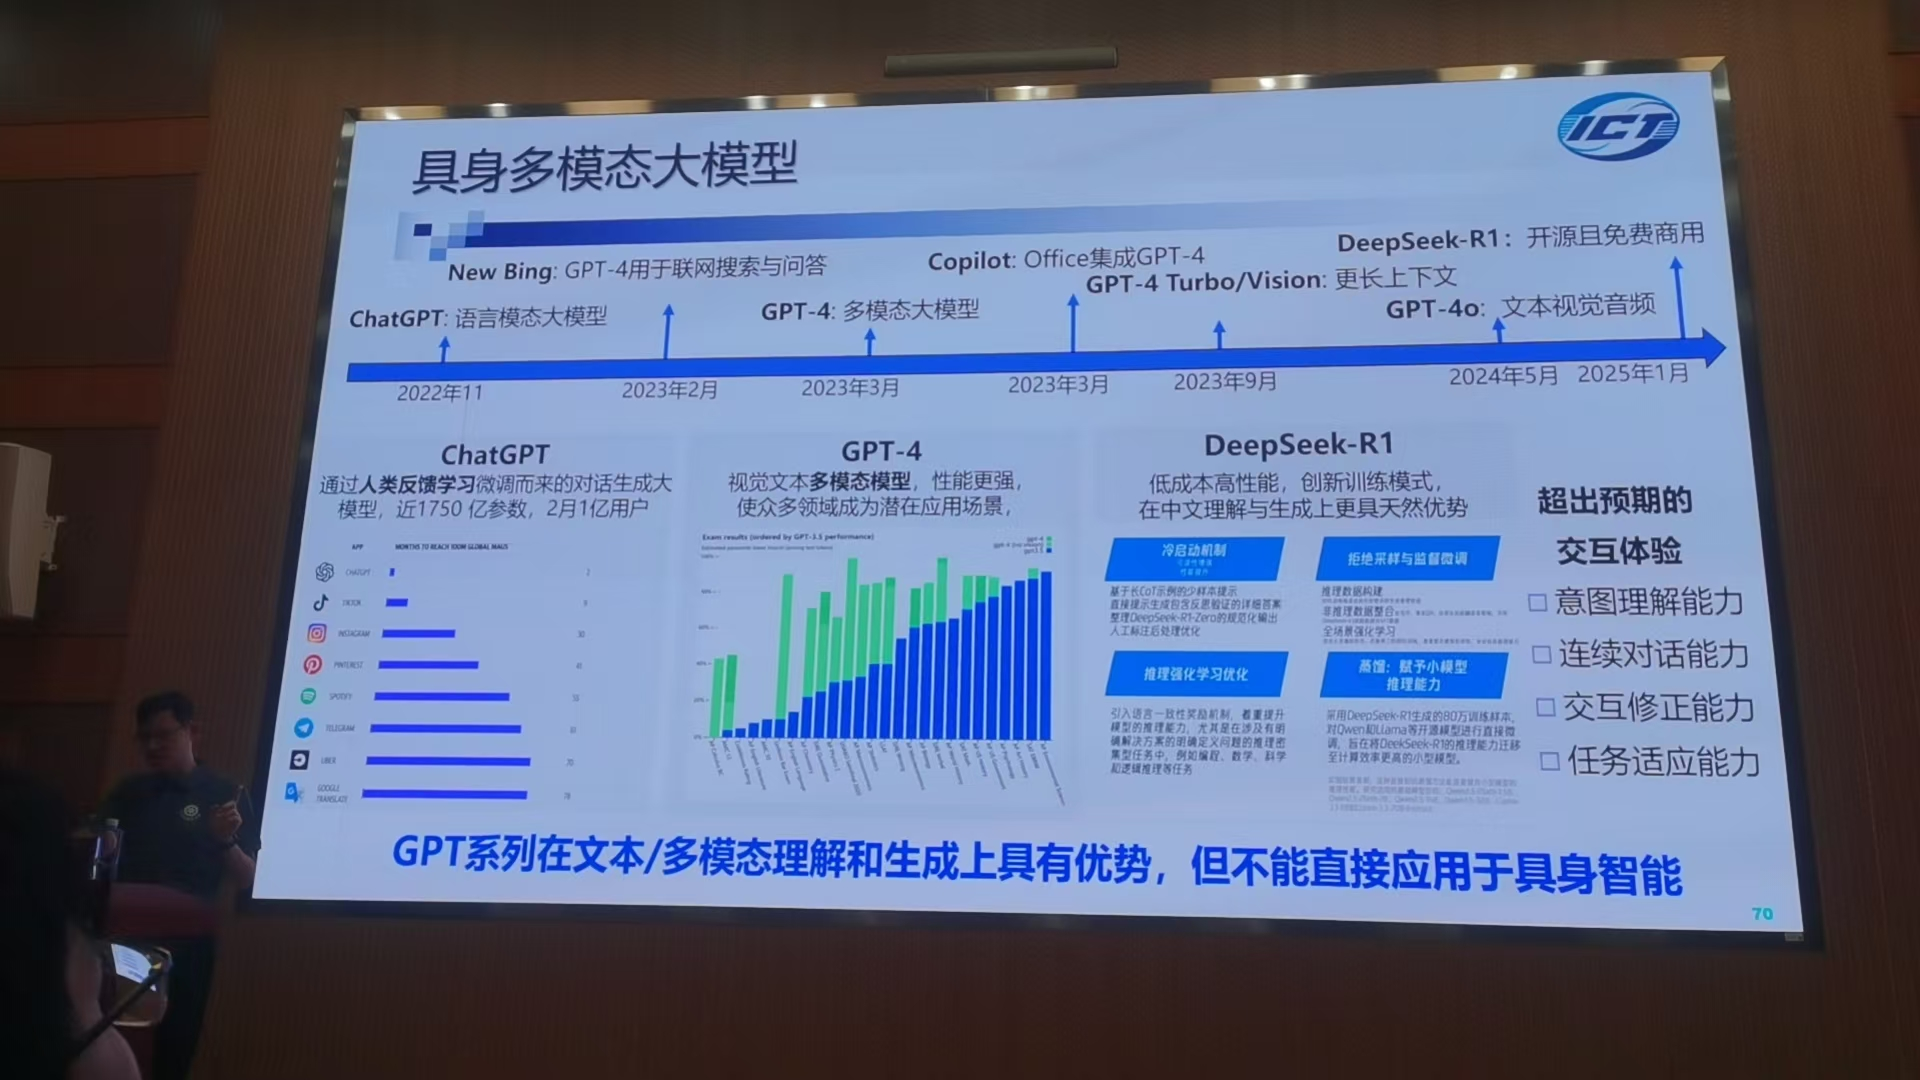 具身多模态大模型
ICT
DeepSeek-R1：开源且免费商用
New Bing: GPT-4用于联网搜索与问答
Copilot: Office集成GPT-4
GPT-4 Turbo/Vision: 更长上下文
ChatGPT: 语言模态大模型
GPT-4: 多模态大模型
GPT-4o: 文本视觉音频
2022年11
2023年2月
2023年3月
2023年3月
2023年9月
2024年5月
2025年1月
ChatGPT
通过人类反馈学习微调而来的对话生成大
模型，近1750 亿参数，2月1亿用户
APP
MONTHS TO REACH 100M GLOBAL MAUS
CHATGPT
2
TIKTOK
9
INSTAGRAM
30
PINTEREST
41
SPOTIFY
55
TELEGRAM
61
UBER
70
GOOGLE
TRANSLATE
78
GPT-4
视觉文本多模态模型，性能更强，
使众多领域成为潜在应用场景，
Exam results (ordered by GPT-3.5 performance)
gpt-4
gpt3.5
DeepSeek-R1
低成本高性能，创新训练模式，
在中文理解与生成上更具天然优势
冷启动机制
基于长CoT示例的少样本提示
直接提示生成包含反思验证的详细答案
整理DeepSeek-R1-Zero的规范化输出
人工标注后处理优化
拒绝采样与监督微调
推理数据构建
非推理数据整合
全场景强化学习
推理强化学习优化
引入语言一致性奖励机制，着重提升
模型的推理能力，尤其是在涉及有明
确解决方案的明确定义问题的推理密
集型任务中，例如编程、数学、科学
和逻辑推理等任务
蒸馏：赋予小模型
推理能力
采用DeepSeek-R1生成的80万训练样本，
对Qwen和Llama等开源模型进行直接微
调，旨在将DeekSeek-R1的推理能力迁移
至计算效率更高的小型模型。
超出预期的
交互体验
意图理解能力
连续对话能力
交互修正能力
任务适应能力
GPT系列在文本/多模态理解和生成上具有优势，但不能直接应用于具身智能
70